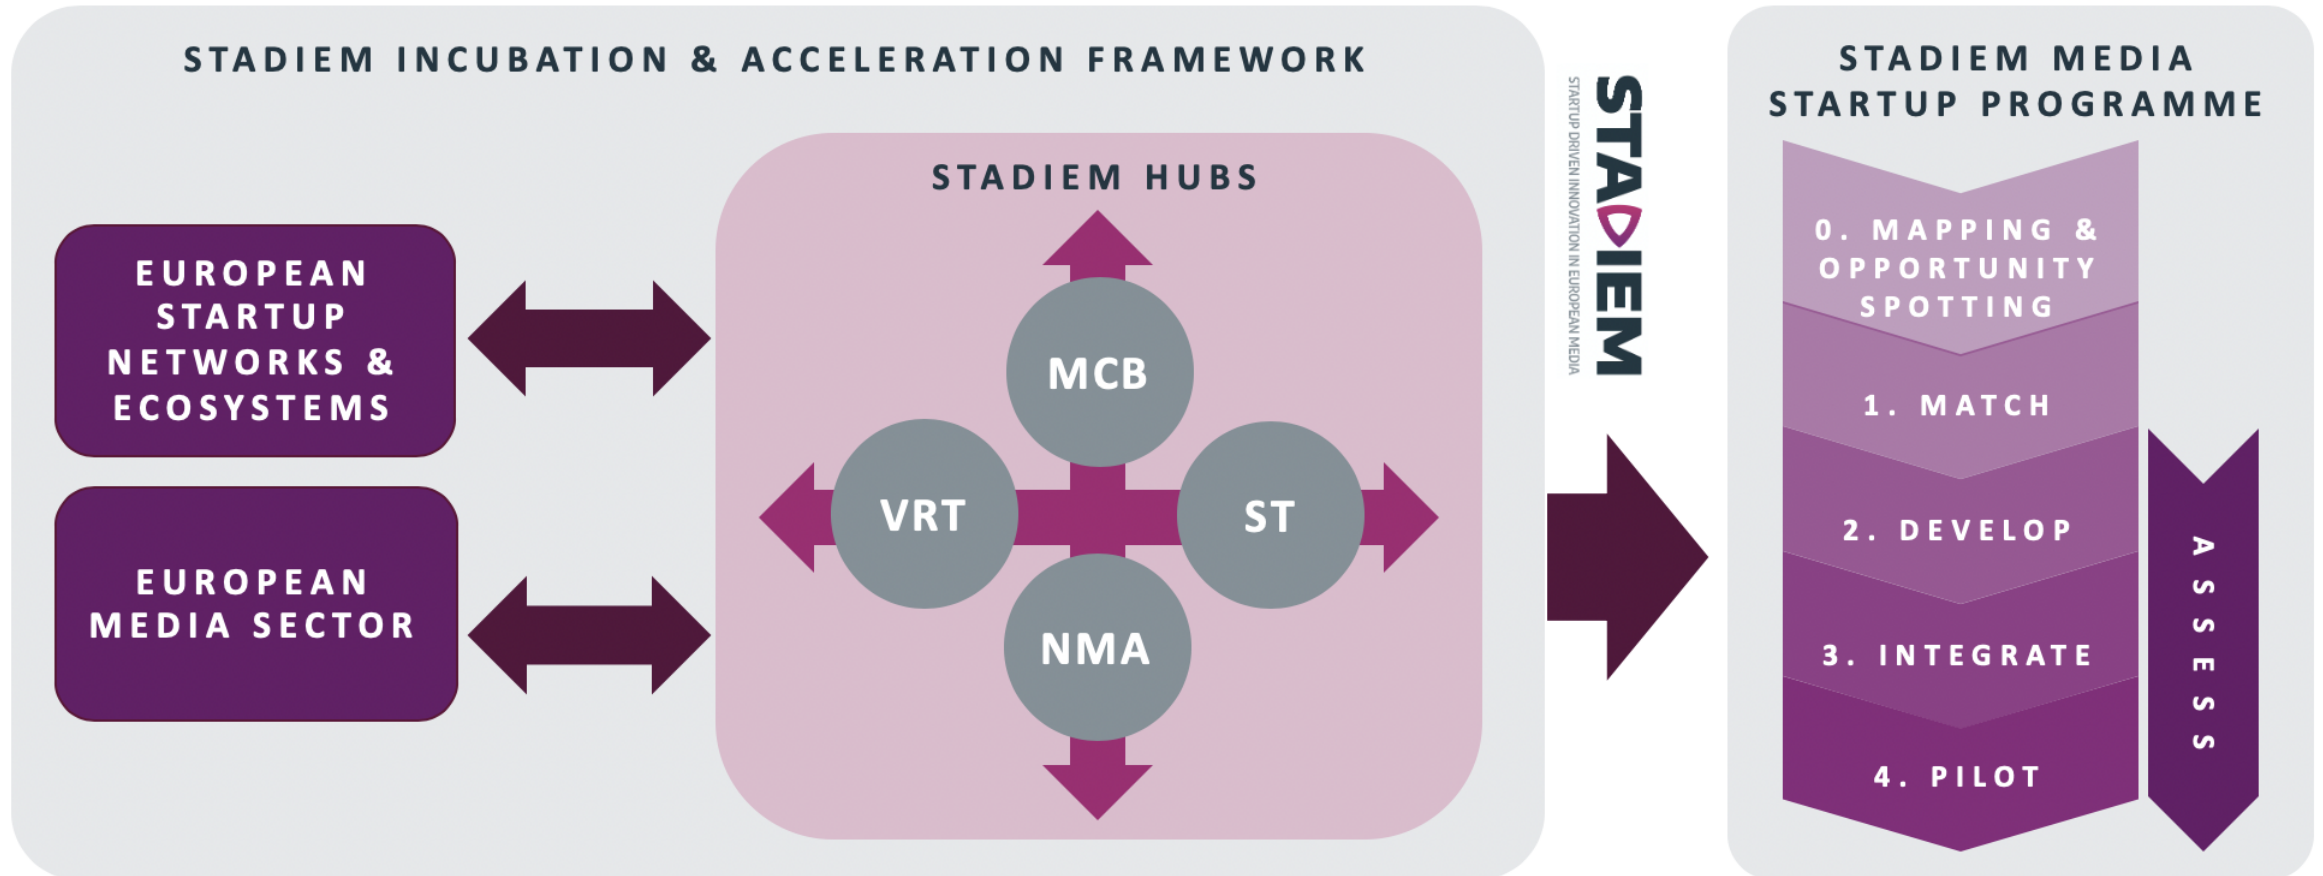 STADIEM INCUBATION & ACCELERATION FRAMEWORK
EUROPEAN
STARTUP
NETWORKS &
ECOSYSTEMS
EUROPEAN
MEDIA SECTOR
STADIEM HUBS
MCB
VRT
ST
NMA
STADIEM
STARTUP DRIVEN INNOVATION IN EUROPEAN MEDIA
STADIEM MEDIA
STARTUP PROGRAMME
0. MAPPING &
OPPORTUNITY
SPOTTING
1. MATCH
2. DEVELOP
3. INTEGRATE
4. PILOT
ASSESS